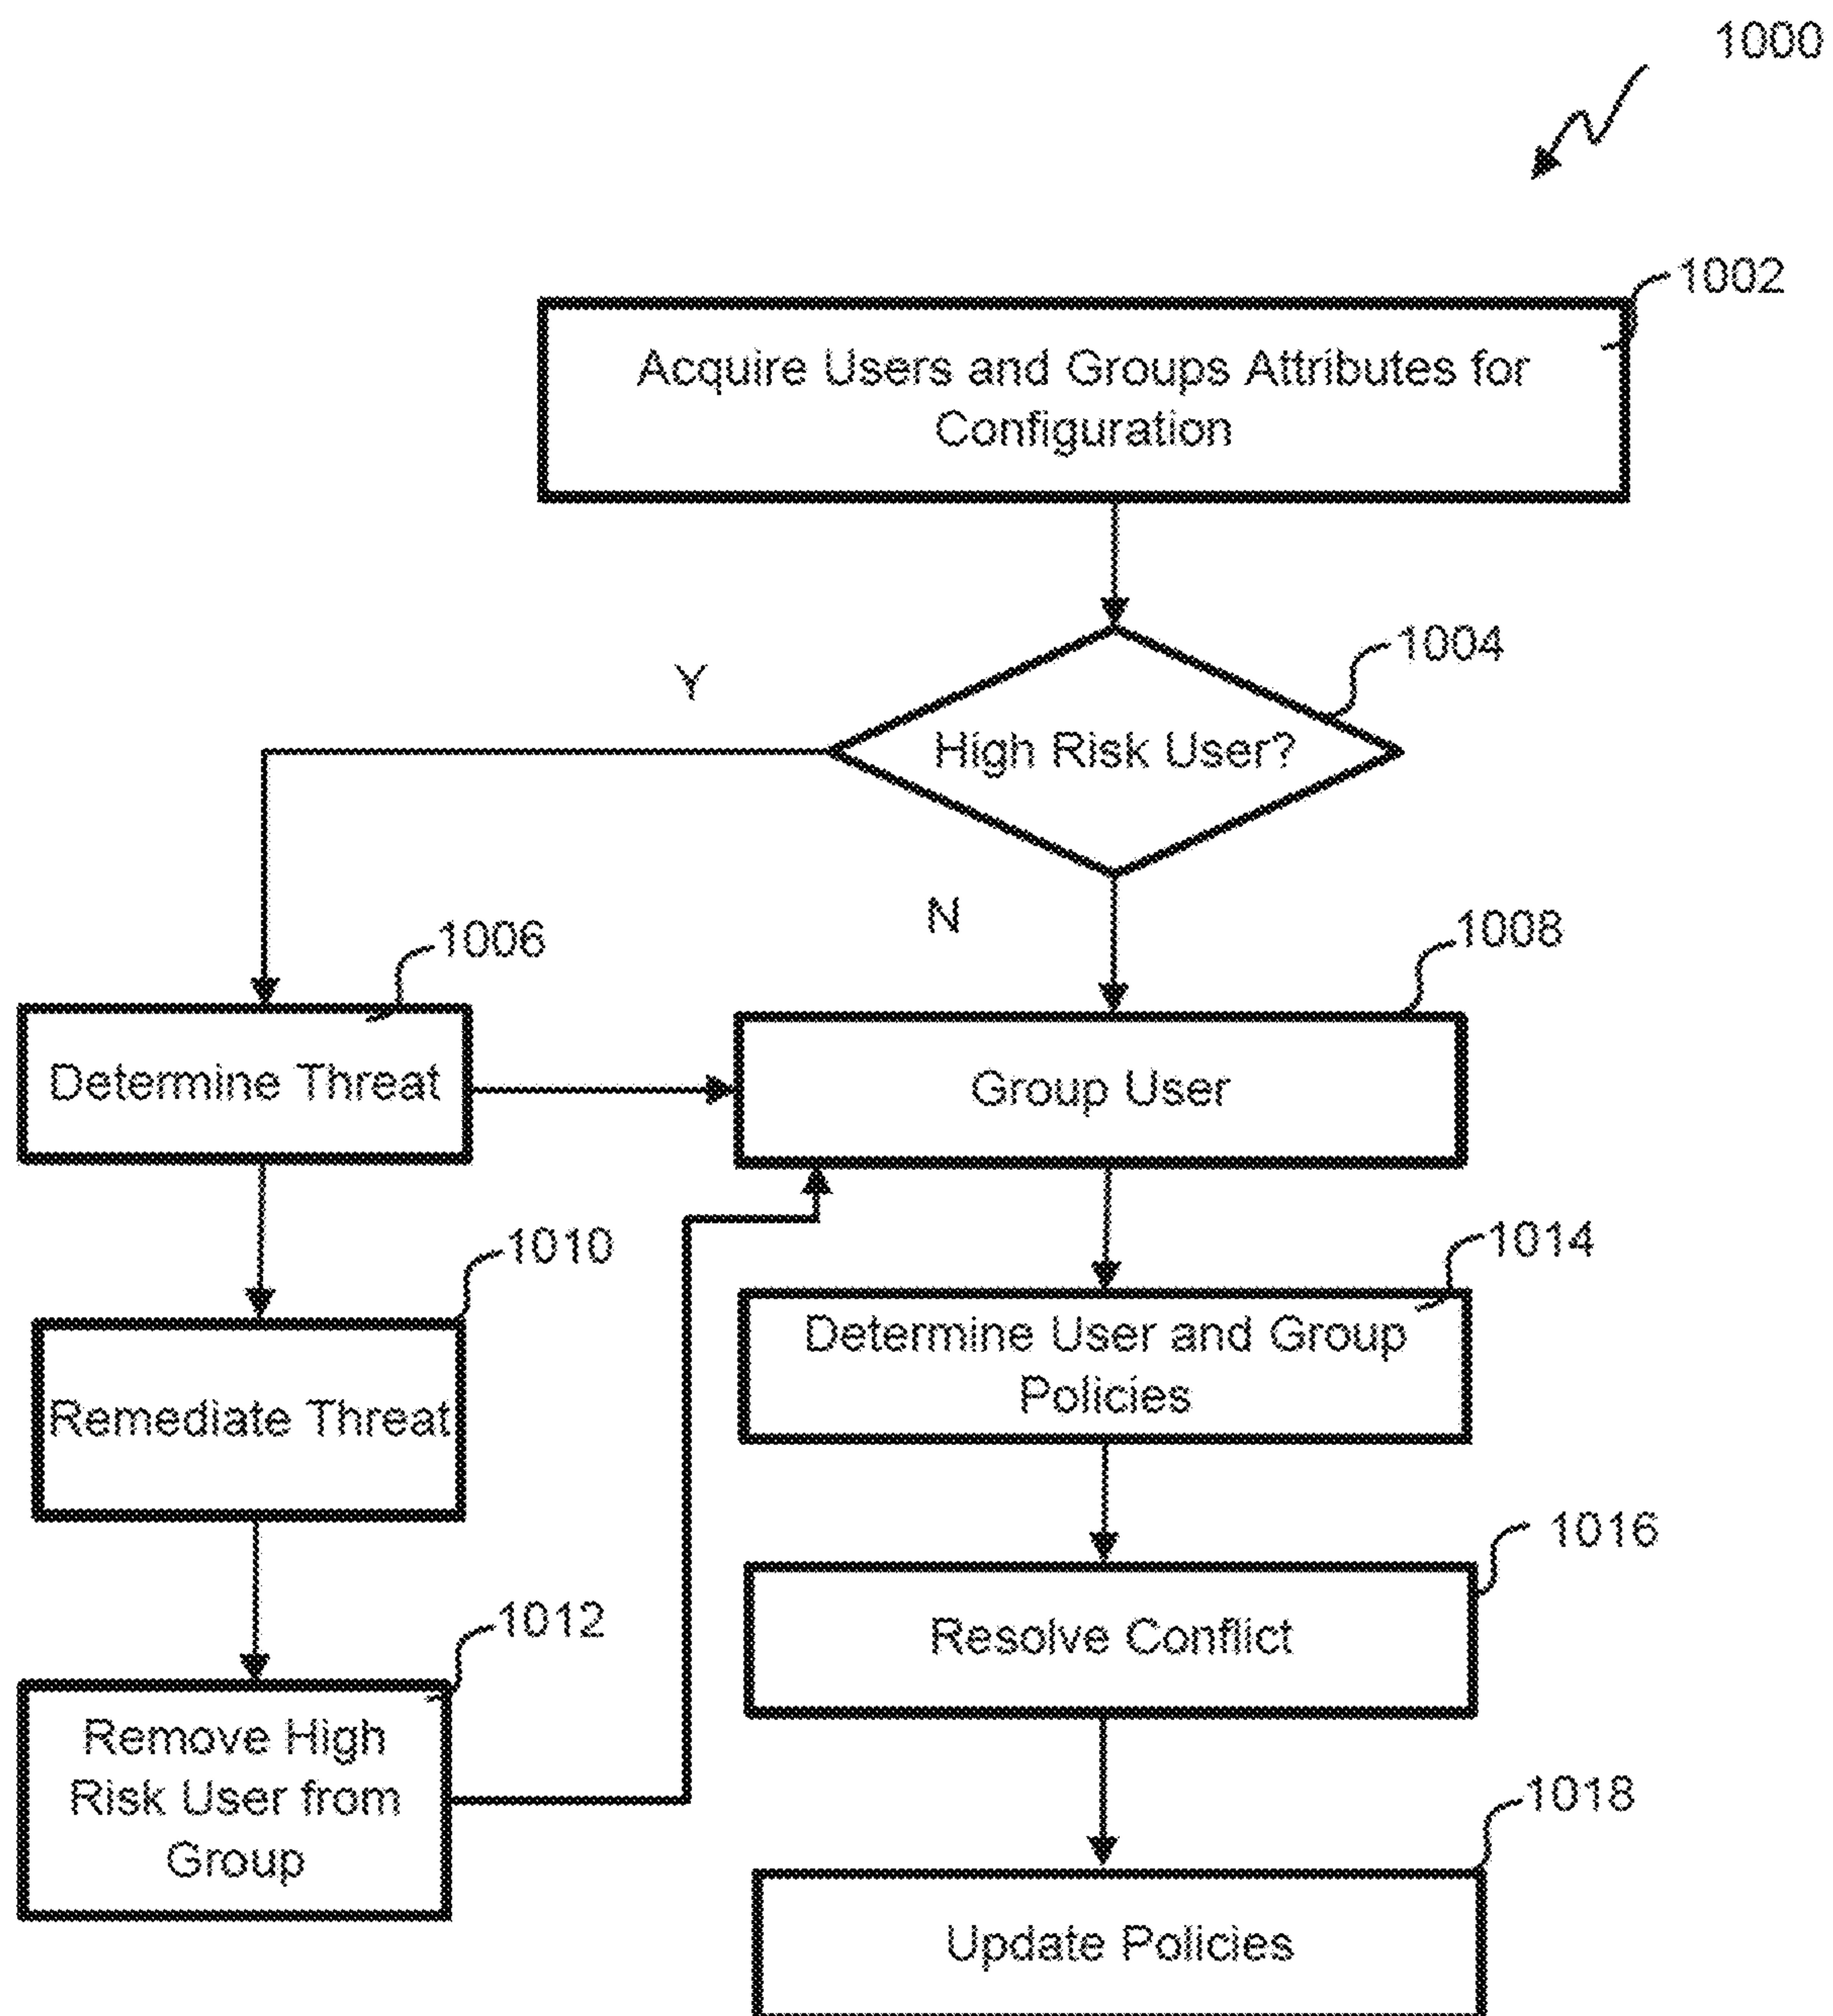 1000
1002
Acquire Users and Groups Attributes for
Configuration
1004
Y
High Risk User?
N
1006
1008
Determine Threat
Group User
1010
1014
Determine User and Group
Policies
Remediate Threat
1016
1012
Resolve Conflict
Remove High
Risk User from
Group
1018
Update Policies